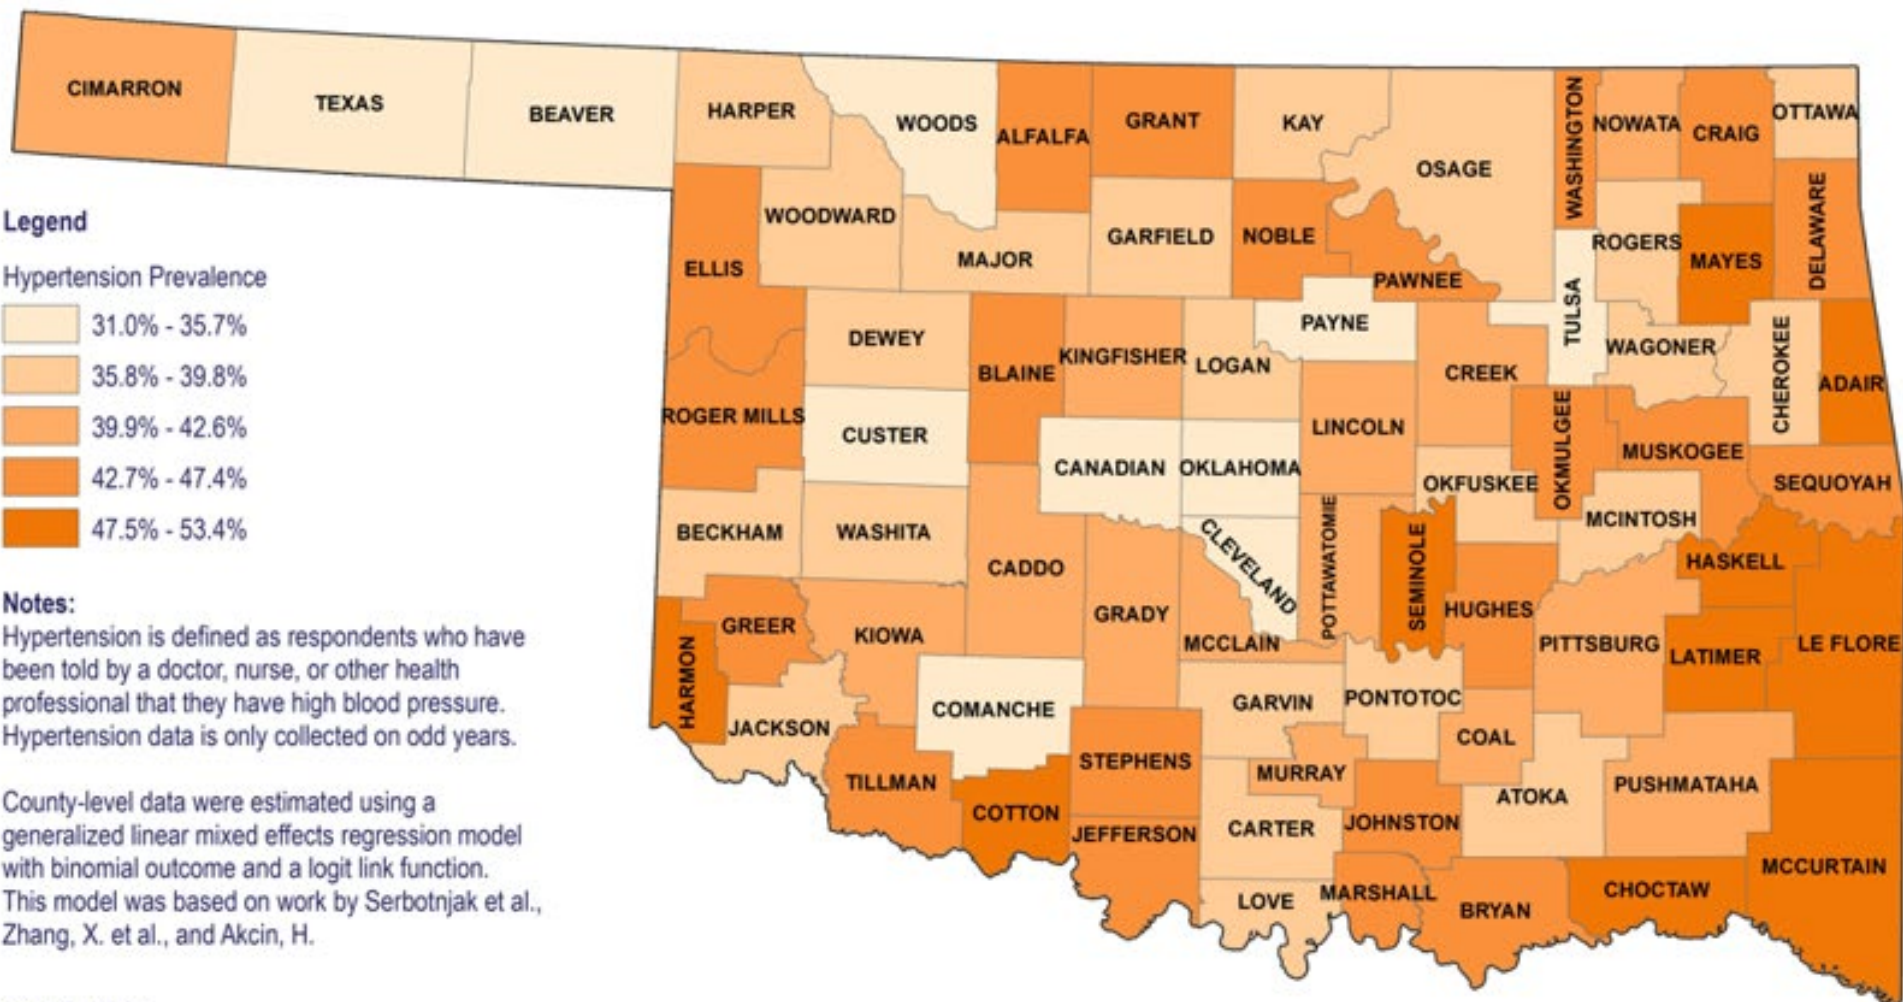 CIMARRON
TEXAS
BEAVER
HARPER
WOODS
ALFALFA
GRANT
KAY
OSAGE
WASHINGTON
NOWATA
CRAIG
OTTAWA
Legend
Hypertension Prevalence
31.0% - 35.7%
35.8% - 39.8%
39.9% - 42.6%
42.7% - 47.4%
47.5% - 53.4%
ELLIS
WOODWARD
MAJOR
GARFIELD
NOBLE
PAWNEE
TULSA
ROGERS
MAYES
DELAWARE
DEWEY
BLAINE
KINGFISHER
LOGAN
PAYNE
CREEK
WAGONER
CHEROKEE
ADAIR
ROGER MILLS
CUSTER
CANADIAN
OKLAHOMA
LINCOLN
OKFUSKEE
OKMULGEE
MUSKOGEE
SEQUOYAH
BECKHAM
WASHITA
CADDO
GRADY
CLEVELAND
POTTAWATOMIE
SEMINOLE
HUGHES
MCINTOSH
HASKELL
Notes:
Hypertension is defined as respondents who have
been told by a doctor, nurse, or other health
professional that they have high blood pressure.
Hypertension data is only collected on odd years.
HARMON
GREER
KIOWA
MCCLAIN
PITTSBURG
LATIMER
LE FLORE
JACKSON
COMANCHE
GARVIN
PONTOTOC
COAL
TILLMAN
COTTON
STEPHENS
MURRAY
ATOKA
PUSHMATAHA
JEFFERSON
CARTER
JOHNSTON
LOVE
MARSHALL
BRYAN
CHOCTAW
MCCURTAIN
County-level data were estimated using a
generalized linear mixed effects regression model
with binomial outcome and a logit link function.
This model was based on work by Serbotnjak et al.,
Zhang, X. et al., and Akcin, H.